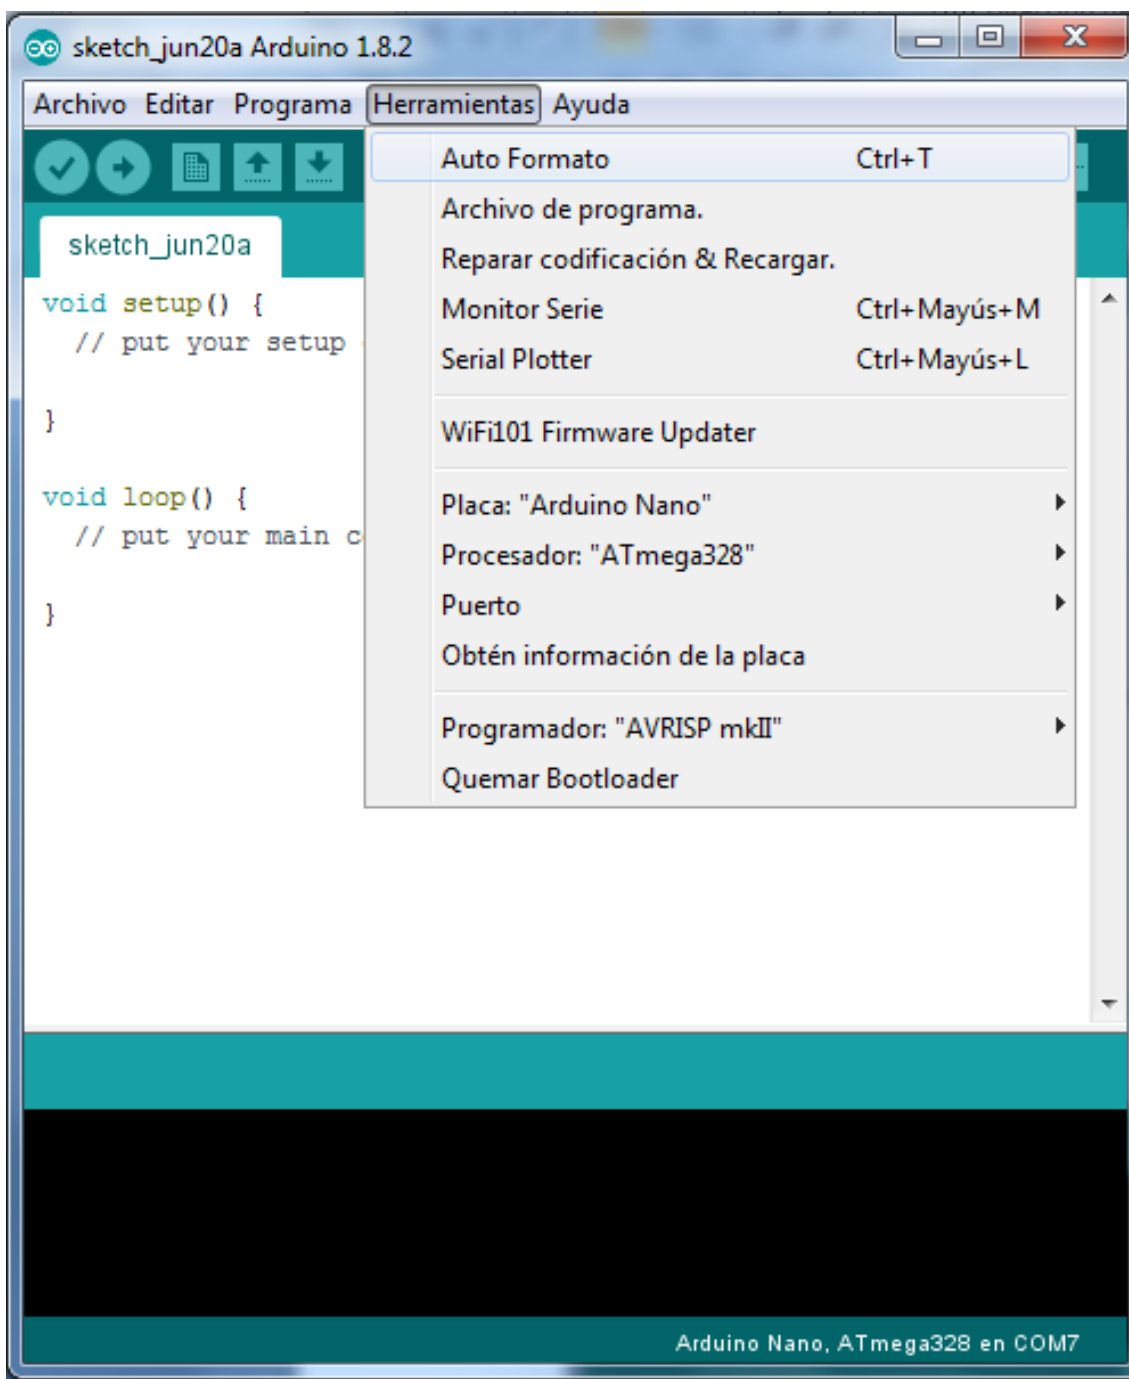 sketch_jun20a Arduino 1.8.2
Archivo Editar Programa Herramientas Ayuda
Auto Formato Ctrl+T
Archivo de programa.
Reparar codificación & Recargar.
Monitor Serie Ctrl+Mayús+M
Serial Plotter Ctrl+Mayús+L
WiFi101 Firmware Updater
Placa: "Arduino Nano"
Procesador: "ATmega328"
Puerto
Obtén información de la placa
Programador: "AVRISP mkII"
Quemar Bootloader
sketch_jun20a
void setup() {
// put your setup
}
void loop() {
// put your main
}
Arduino Nano, ATmega328 en COM7